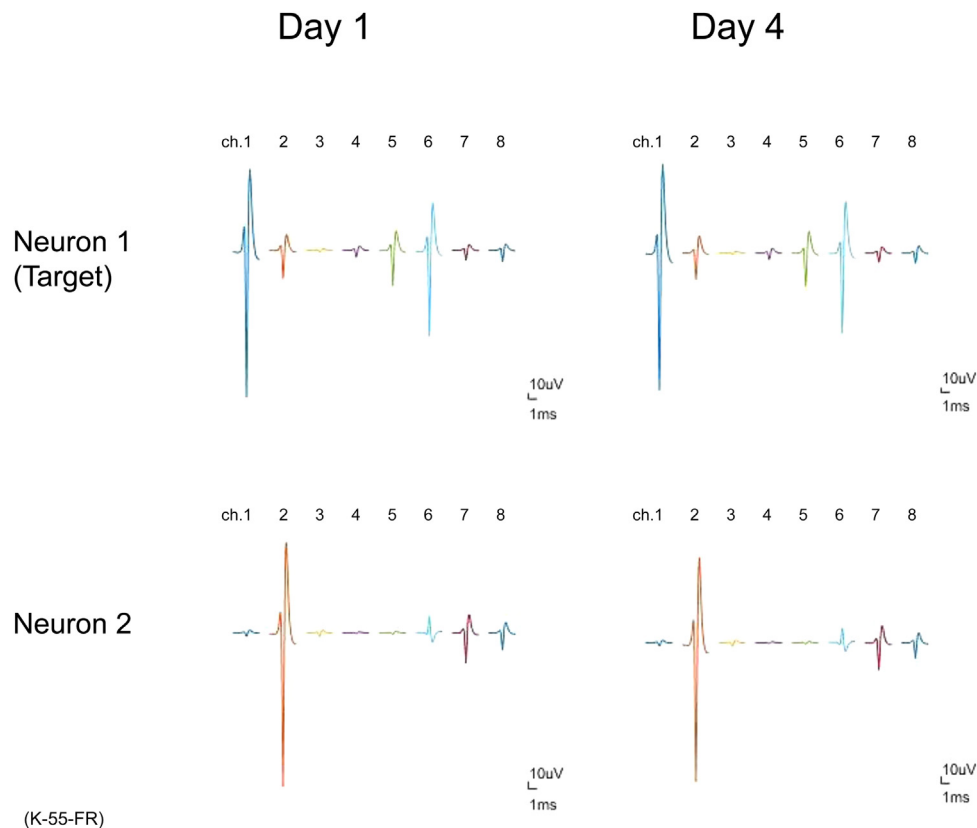 Day 1
Day 4
ch.1 2 3 4 5 6 7 8
ch.1 2 3 4 5 6 7 8
Neuron 1
(Target)
10uV
1ms
10uV
1ms
ch.1 2 3 4 5 6 7 8
ch.1 2 3 4 5 6 7 8
Neuron 2
10uV
1ms
10uV
1ms
(K-55-FR)